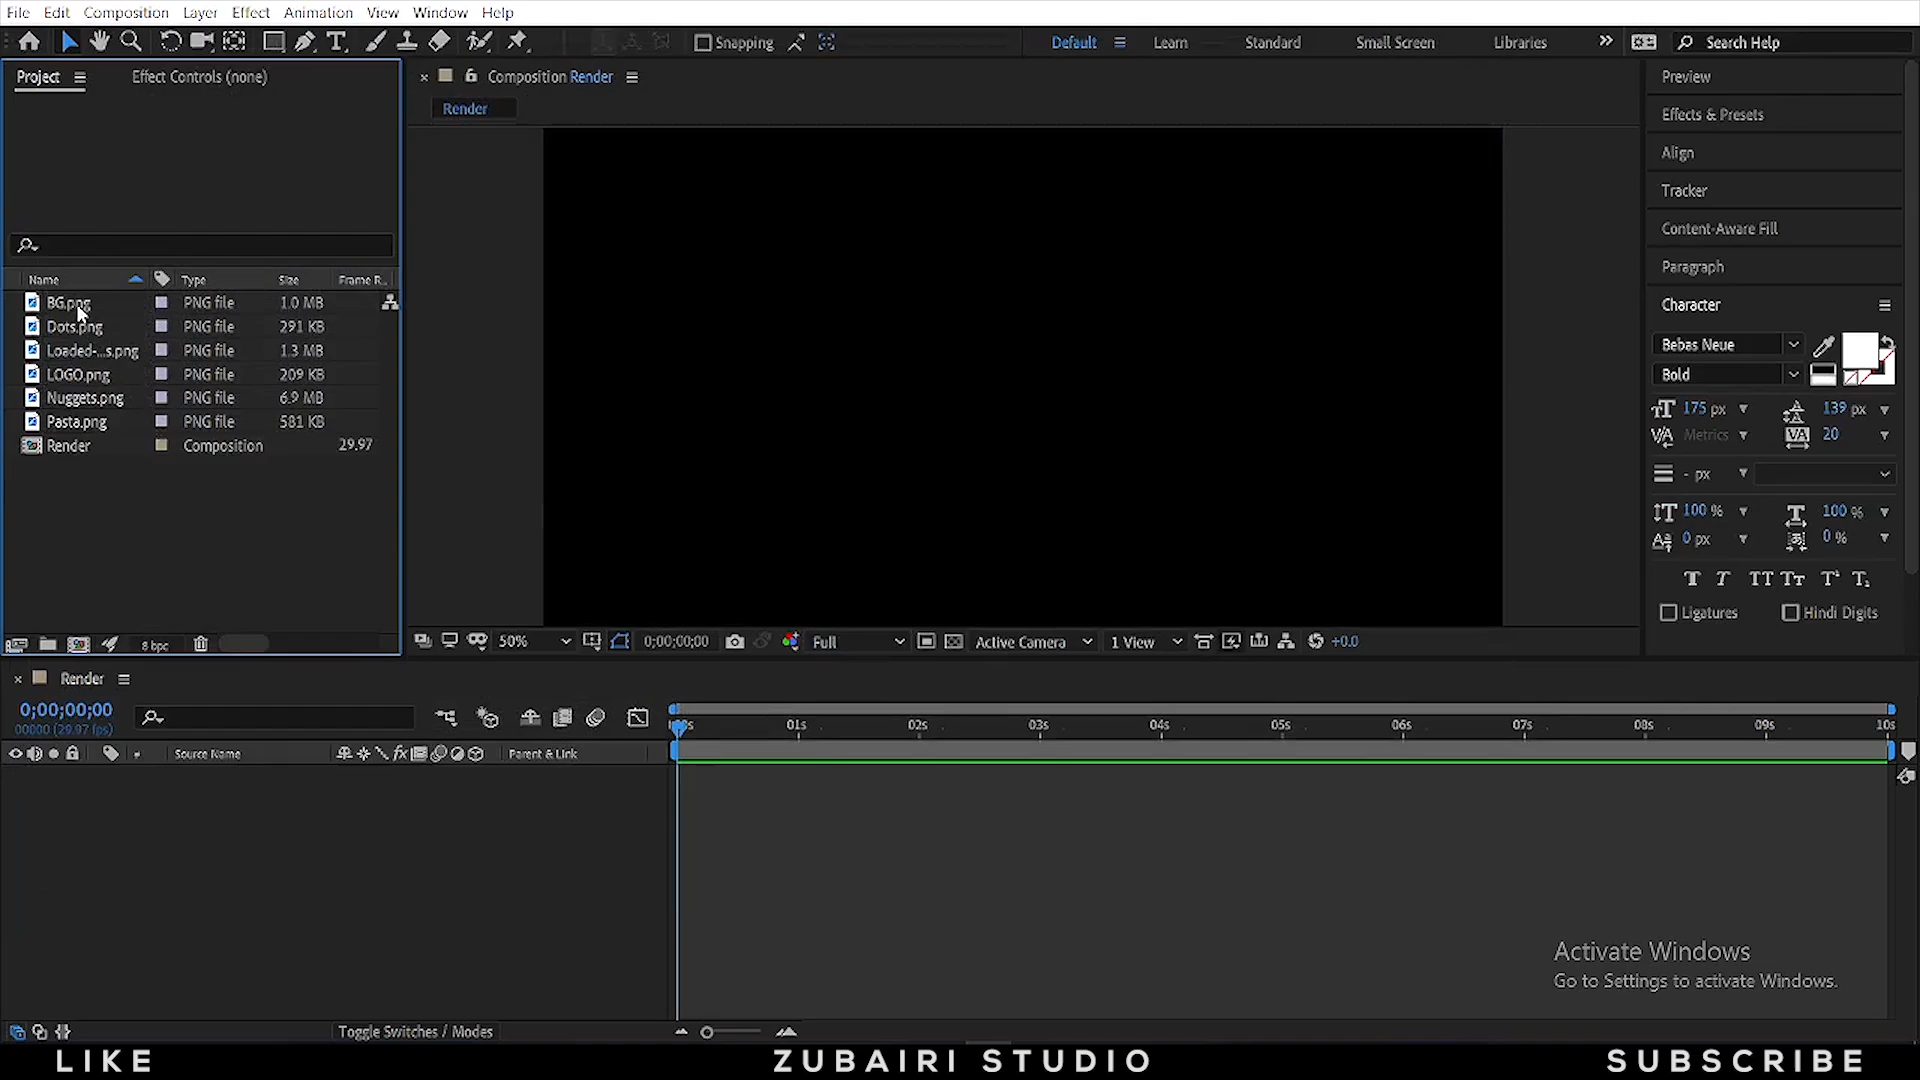 File Edit Composition Layer Effect Animation View Window Help
Snapping Default Learn Standard Small Screen Libraries Search Help
Project Effect Controls (none)
Composition Render
Render
Name Type Size Frame R..
BG.png PNG file 1.0 MB
Dots.png PNG file 291 KB
Loaded-...s.png PNG file 1.3 MB
LOGO.png PNG file 209 KB
Nuggets.png PNG file 6.9 MB
Pasta.png PNG file 581 KB
Render Composition 29.97
8 bpc
50% 0;00;00;00 Full Active Camera 1 View +0.0
Preview
Effects & Presets
Align
Tracker
Content-Aware Fill
Paragraph
Character
Bebas Neue
Bold
175 px 139 px
Metrics 20
- px
100 % 100 %
0 px 0 %
Ligatures Hindi Digits
Render
0;00;00;00
00000 (29.97 fps)
01s 02s 03s 04s 05s 06s 07s 08s 09s 10s
# Source Name Parent & Link
Activate Windows
Go to Settings to activate Windows.
Toggle Switches / Modes
LIKE ZUBAIRI STUDIO SUBSCRIBE